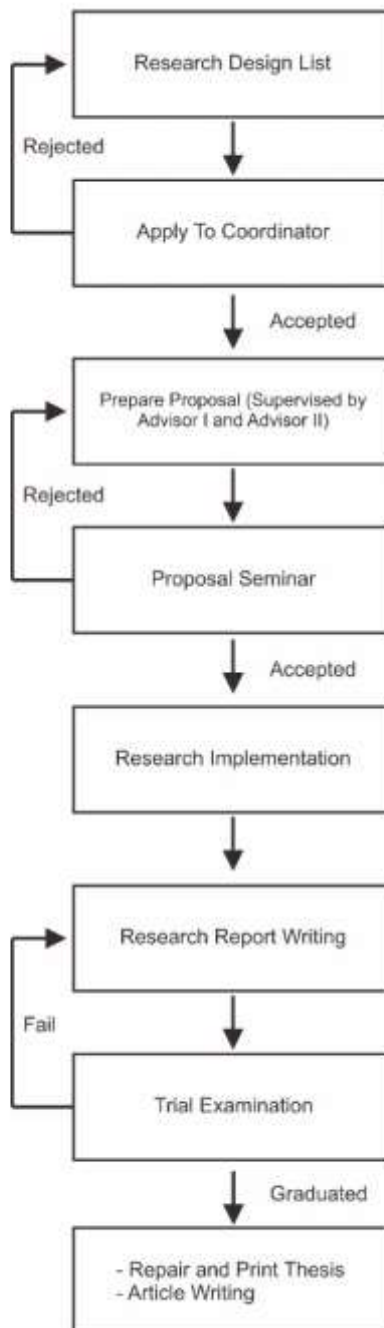 Research Design List
Rejected
Apply To Coordinator
Accepted
Prepare Proposal (Supervised by
Advisor I and Advisor II)
Rejected
Proposal Seminar
Accepted
Research Implementation
Research Report Writing
Fail
Trial Examination
Graduated
- Repair and Print Thesis
- Article Writing